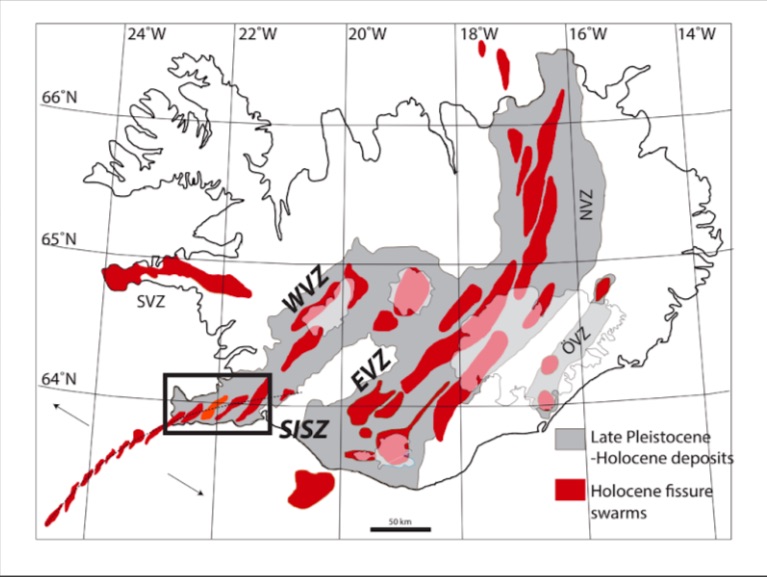 24°W 22°W 20°W 18°W 16°W 14°W
66°N
NVZ
65°N
SVZ
WVZ
ÖVZ
EVZ
64°N
SISZ
Late Pleistocene
-Holocene deposits
Holocene fissure
swarms
50 km